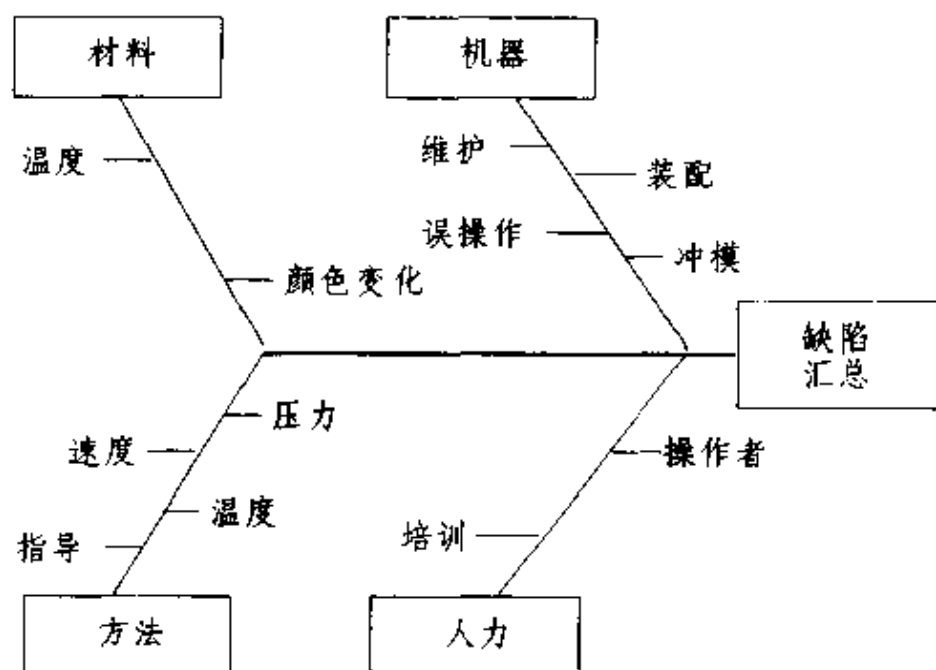 材料
机器
温度
维护
装配
误操作
冲模
颜色变化
缺陷
汇总
压力
速度
操作者
温度
培训
指导
方法
人力